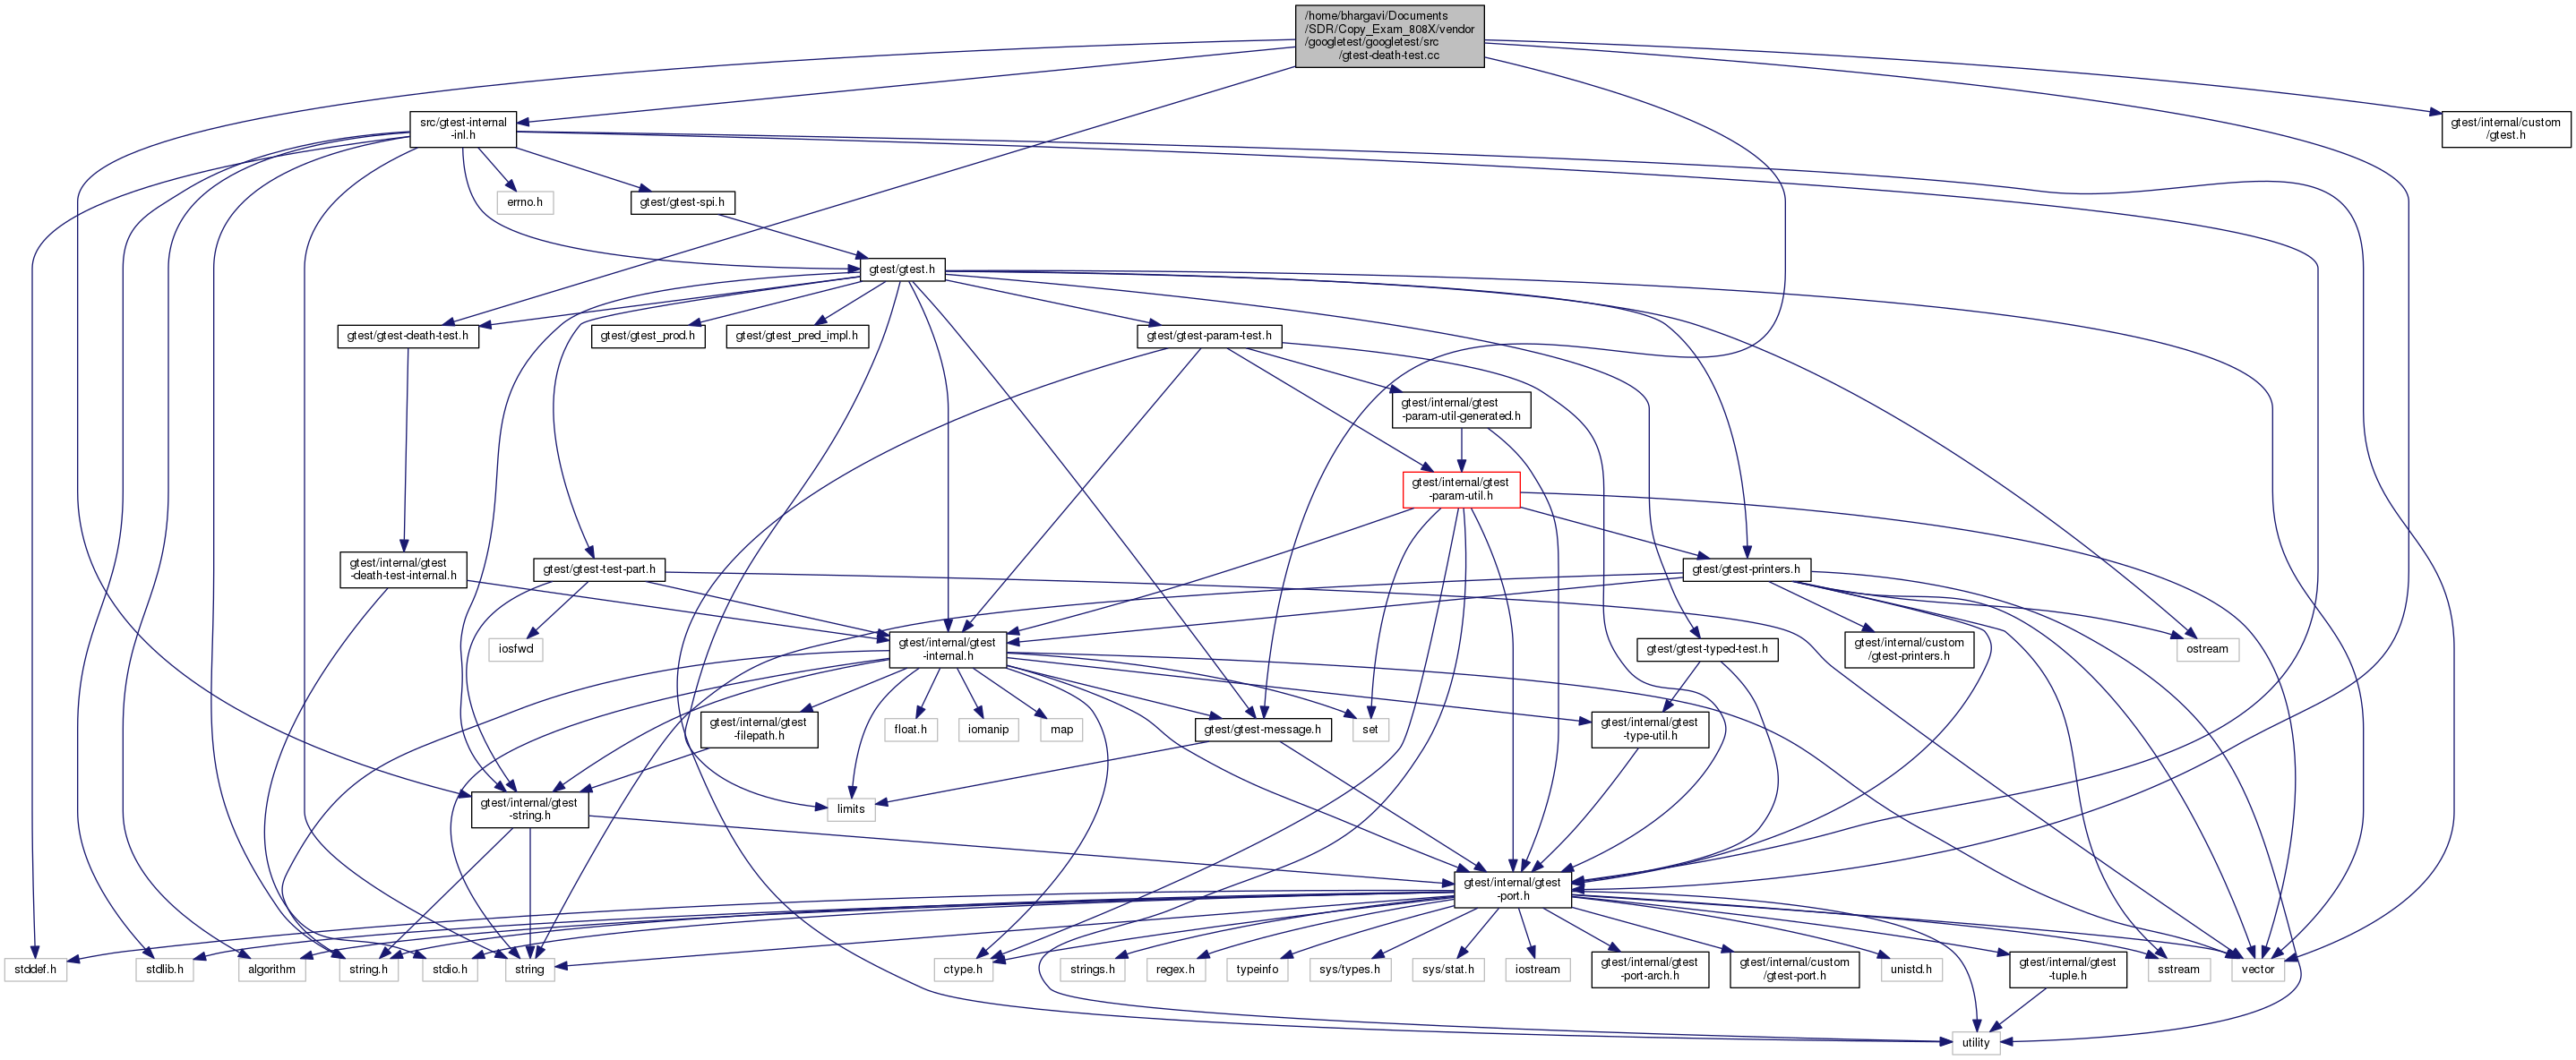 /home/bhargavi/Documents
/SDR/Copy_Exam_808X/vendor
/googletest/googletest/src
/gtest-death-test.cc
src/gtest-internal
-inl.h
gtest/internal/custom
/gtest.h
errno.h
gtest/gtest-spi.h
gtest/gtest.h
gtest/gtest-death-test.h
gtest/gtest_prod.h
gtest/gtest_pred_impl.h
gtest/gtest-param-test.h
gtest/internal/gtest
-param-util-generated.h
gtest/internal/gtest
-param-util.h
gtest/internal/gtest
-death-test-internal.h
gtest/gtest-test-part.h
gtest/gtest-printers.h
iosfwd
gtest/internal/gtest
-internal.h
gtest/gtest-typed-test.h
gtest/internal/custom
/gtest-printers.h
ostream
gtest/internal/gtest
-filepath.h
float.h
iomanip
map
gtest/gtest-message.h
set
gtest/internal/gtest
-type-util.h
gtest/internal/gtest
-string.h
limits
gtest/internal/gtest
-port.h
stddef.h
stdlib.h
algorithm
string.h
stdio.h
string
ctype.h
strings.h
regex.h
typeinfo
sys/types.h
sys/stat.h
iostream
gtest/internal/gtest
-port-arch.h
gtest/internal/custom
/gtest-port.h
unistd.h
gtest/internal/gtest
-tuple.h
sstream
vector
utility